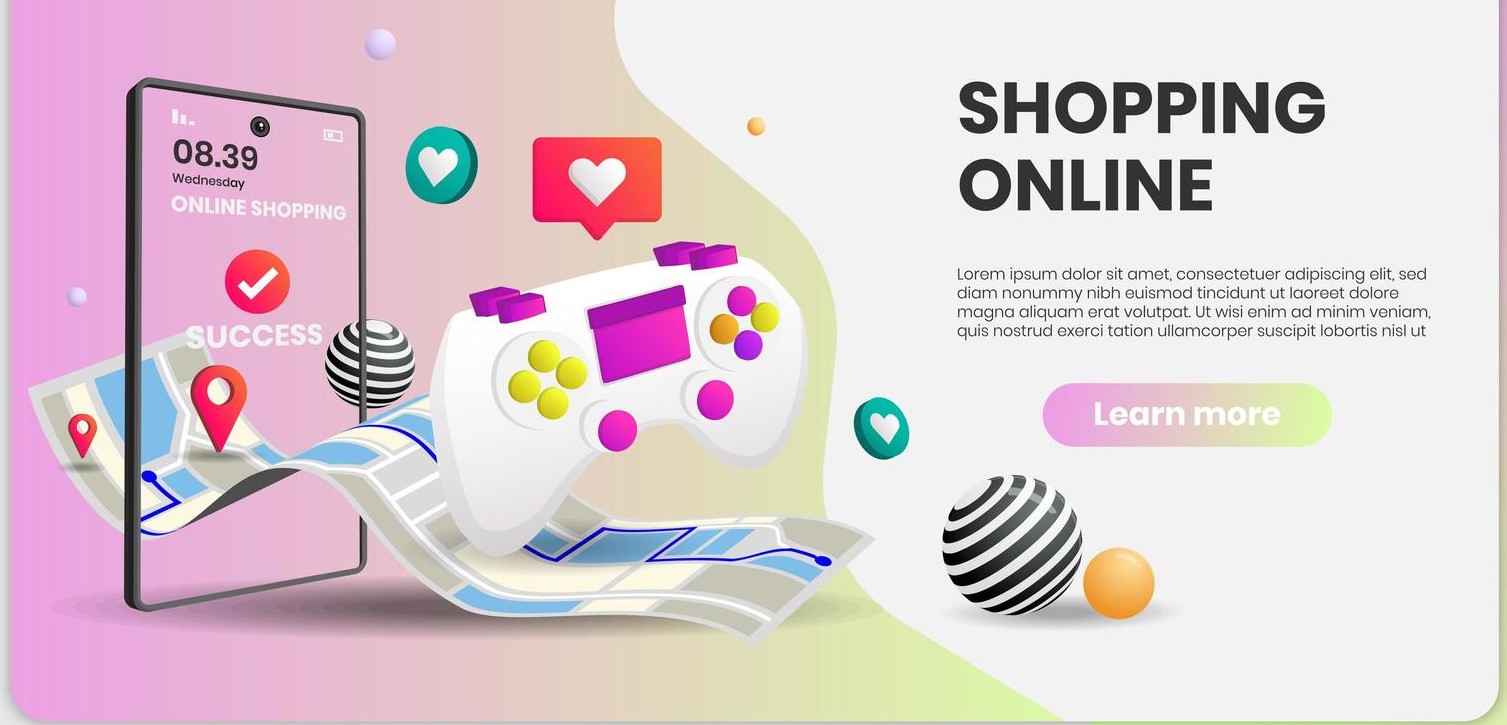 08.39
Wednesday
ONLINE SHOPPING
SUCCESS
SHOPPING
ONLINE
Lorem ipsum dolor sit amet, consectetuer adipiscing elit, sed
diam nonummy nibh euismod tincidunt ut laoreet dolore
magna aliquam erat volutpat. Ut wisi enim ad minim veniam,
quis nostrud exerci tation ullamcorper suscipit lobortis nisl ut
Learn more